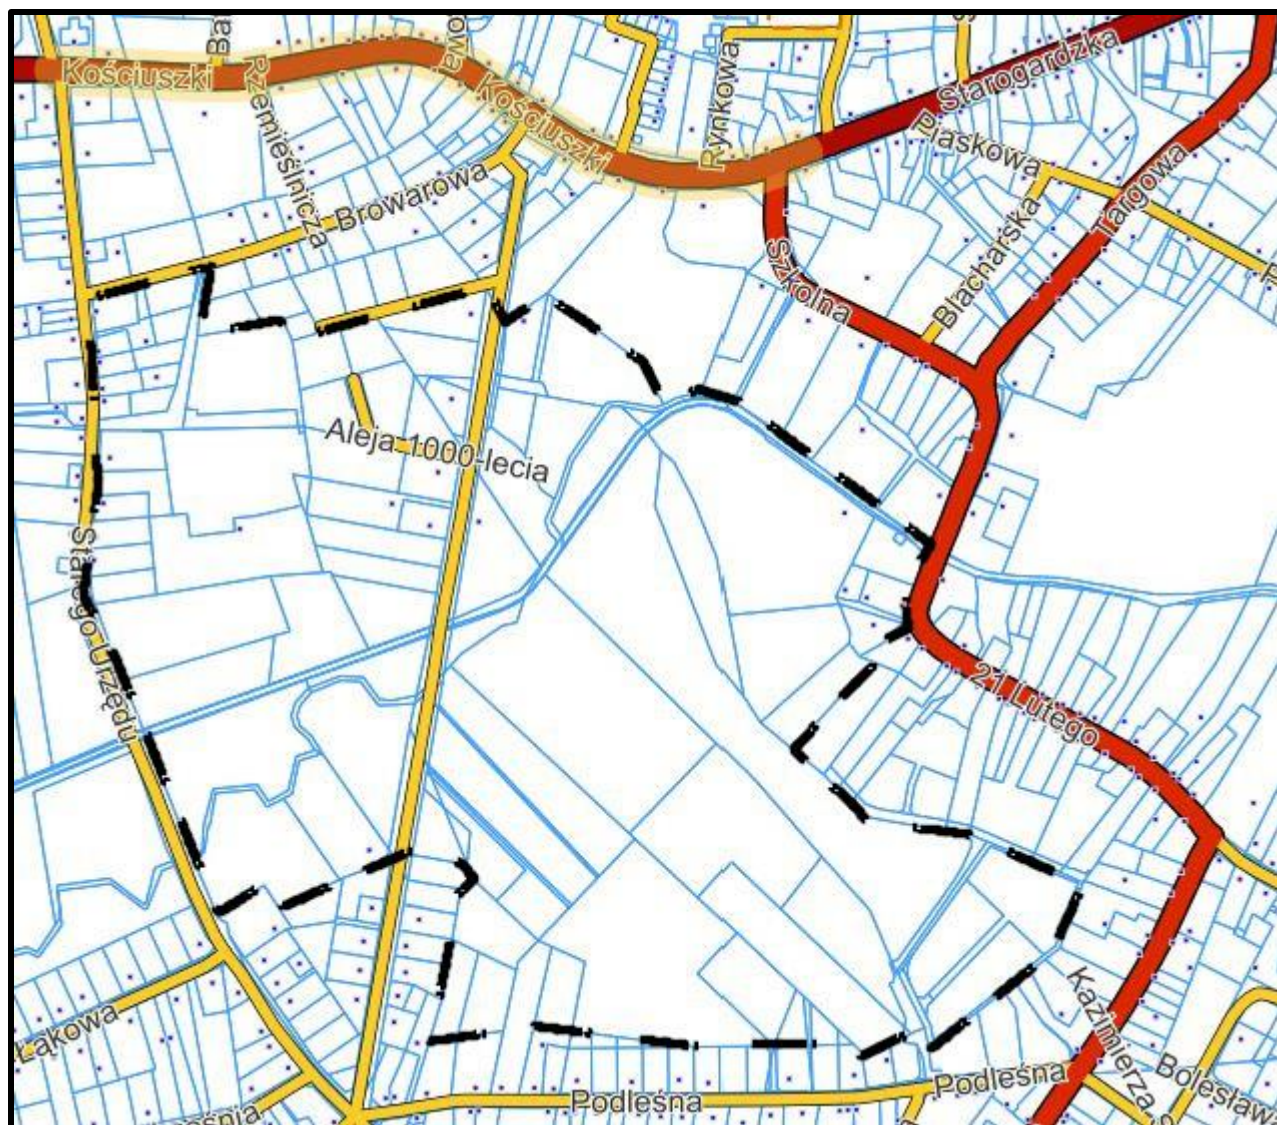 Kościuszki
Rzemieślnicza
Kościuszki
Rynkowa
Starogardzka
Piaskowa
Targowa
Browarowa
Blacharska
Szkolna
Aleja 1000-lecia
Starego Urzędu
21 Lutego
Łąkowa
Kazimierza
Podleśna
Podleśna